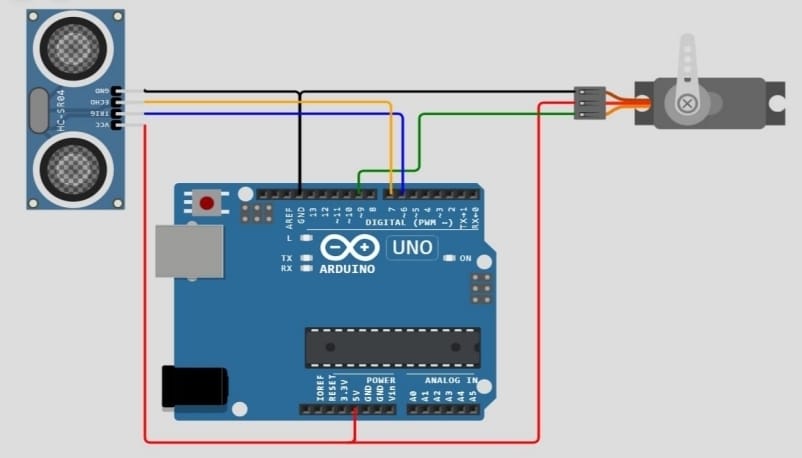 HC-SR04
GND
ECHO
TRIG
VCC
AREF
GND
13
12
~11
~10
~9
8
7
~6
~5
4
~3
2
TX→1
RX←0
DIGITAL (PWM ~)
L
TX
RX
UNO
ARDUINO
ON
IOREF
RESET
3.3V
5V
GND
GND
Vin
POWER
ANALOG IN
A0
A1
A2
A3
A4
A5